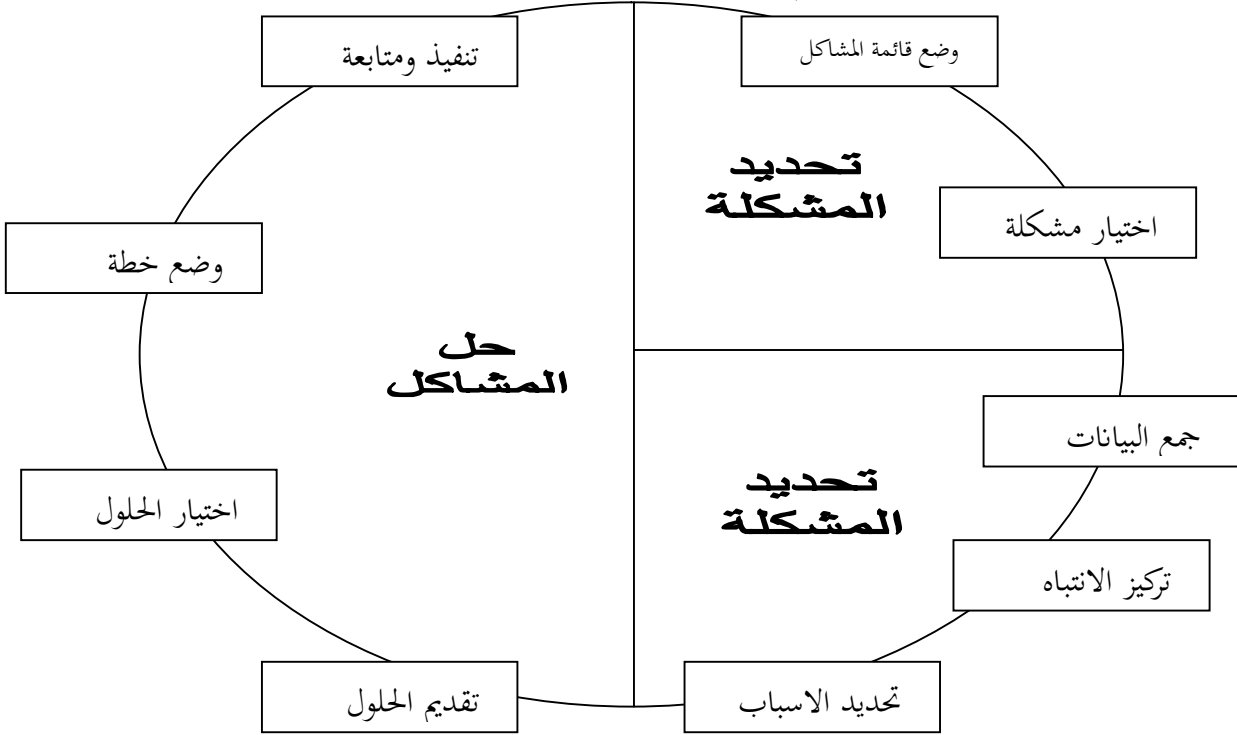 وضع قائمة المشاكل
تنفيذ ومتابعة
تحديد
المشكلة
اختيار مشكلة
وضع خطة
حل
المشاكل
جمع البيانات
تحديد
المشكلة
اختيار الحلول
تركيز الانتباه
تحديد الاسباب
تقديم الحلول